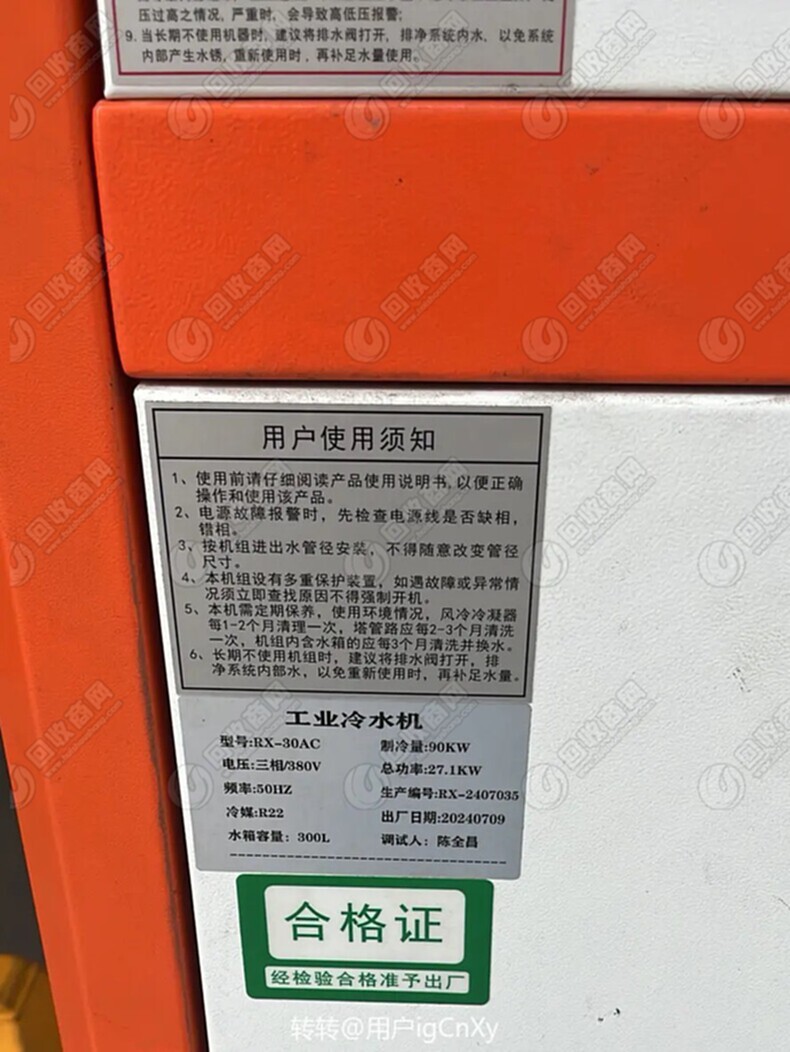 压过高之情况，严重时，会导致高低压报警;
9. 当长期不使用机器时，建议将排水阀打开，排净系统内水，以免系统
内部产生水锈，重新使用时，再补足水量使用。
用户使用须知
1、使用前请仔细阅读产品使用说明书，以便正确
操作和使用该产品。
2、电源故障报警时，先检查电源线是否缺相，
错相。
3、按机组进出水管径安装，不得随意改变管径
尺寸。
4、本机组设有多重保护装置，如遇故障或异常情
况须立即查找原因不得强制开机。
5、本机需定期保养，使用环境情况，风冷冷凝器
每1-2个月清理一次，塔管路应每2-3个月清洗
一次，机组内含水箱的应每3个月清洗并换水。
6、长期不使用机组时，建议将排水阀打开，排
净系统内部水，以免重新使用时，再补足水量。
工业冷水机
型号:RX-30AC 制冷量:90KW
电压:三相/380V 总功率:27.1KW
频率:50HZ 生产编号:RX-2407035
冷媒:R22 出厂日期:20240709
水箱容量: 300L 调试人: 陈全昌
合格证
经检验合格准予出厂
转转@用户igCnXy
回收商网